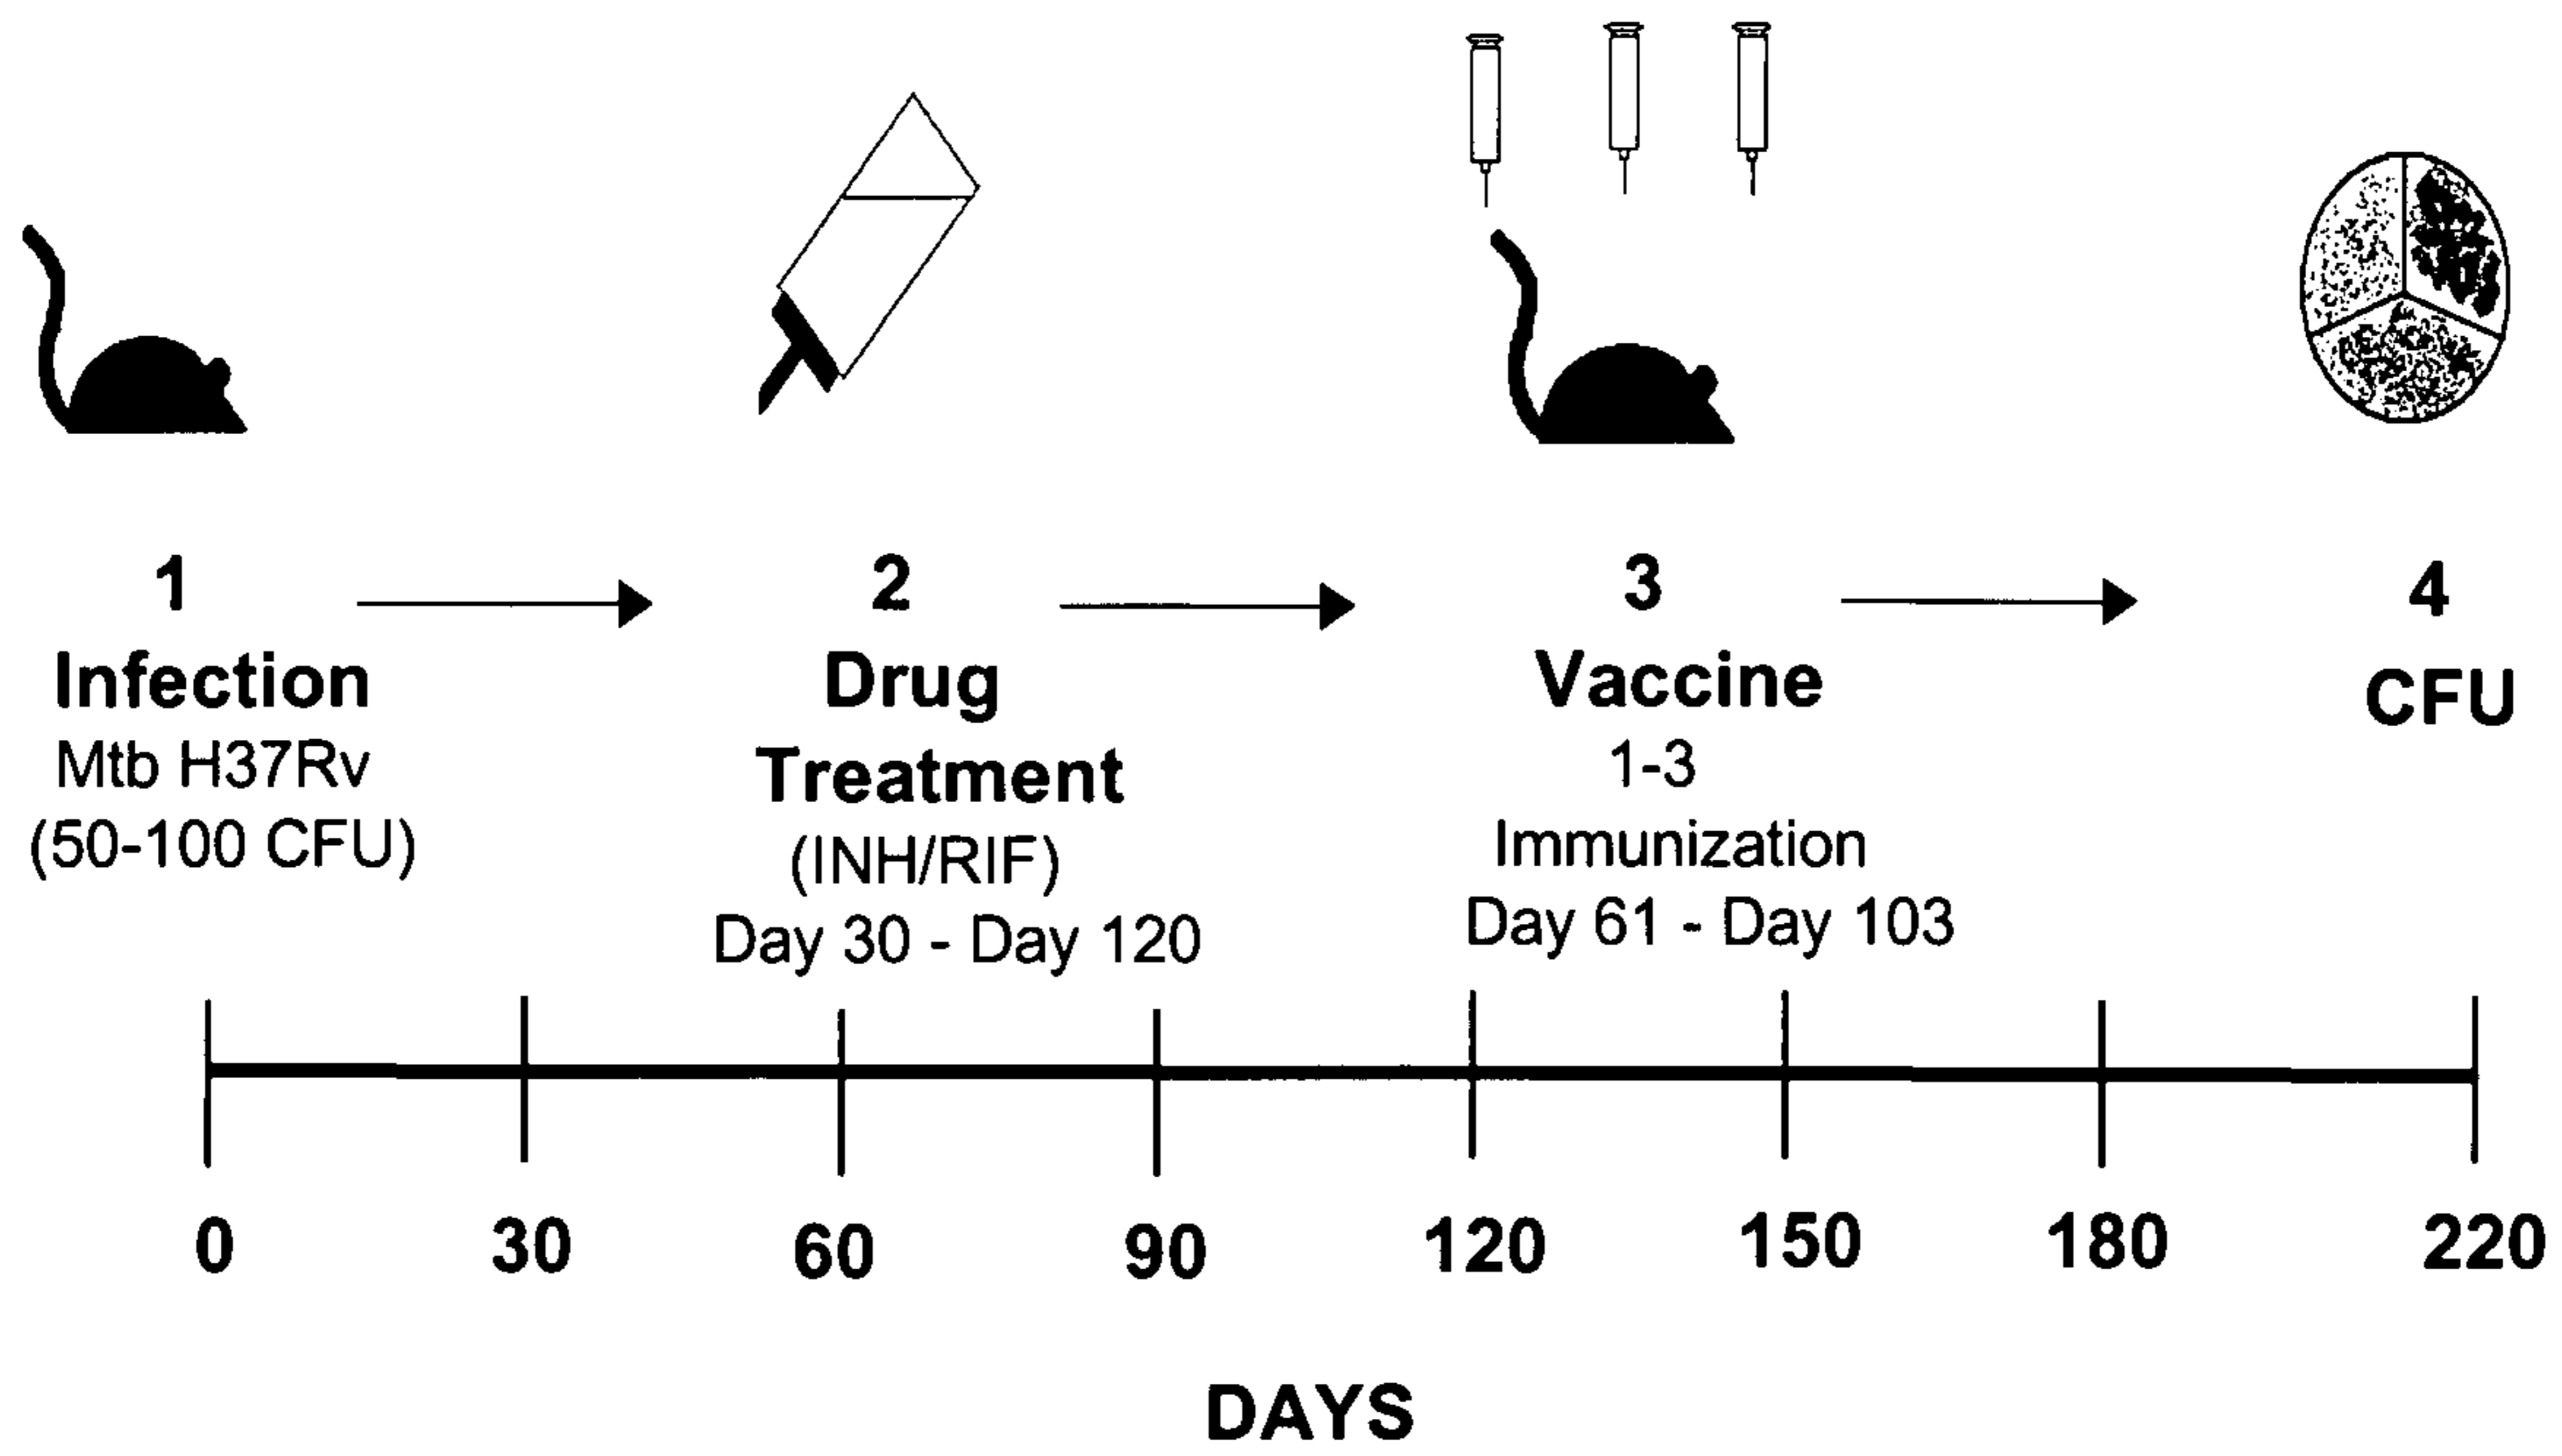 1
Infection
Mtb H37Rv
(50-100 CFU)
2
Drug
Treatment
(INH/RIF)
Day 30 - Day 120
3
Vaccine
1-3
Immunization
Day 61 - Day 103
4
CFU
0 30 60 90 120 150 180 220
DAYS